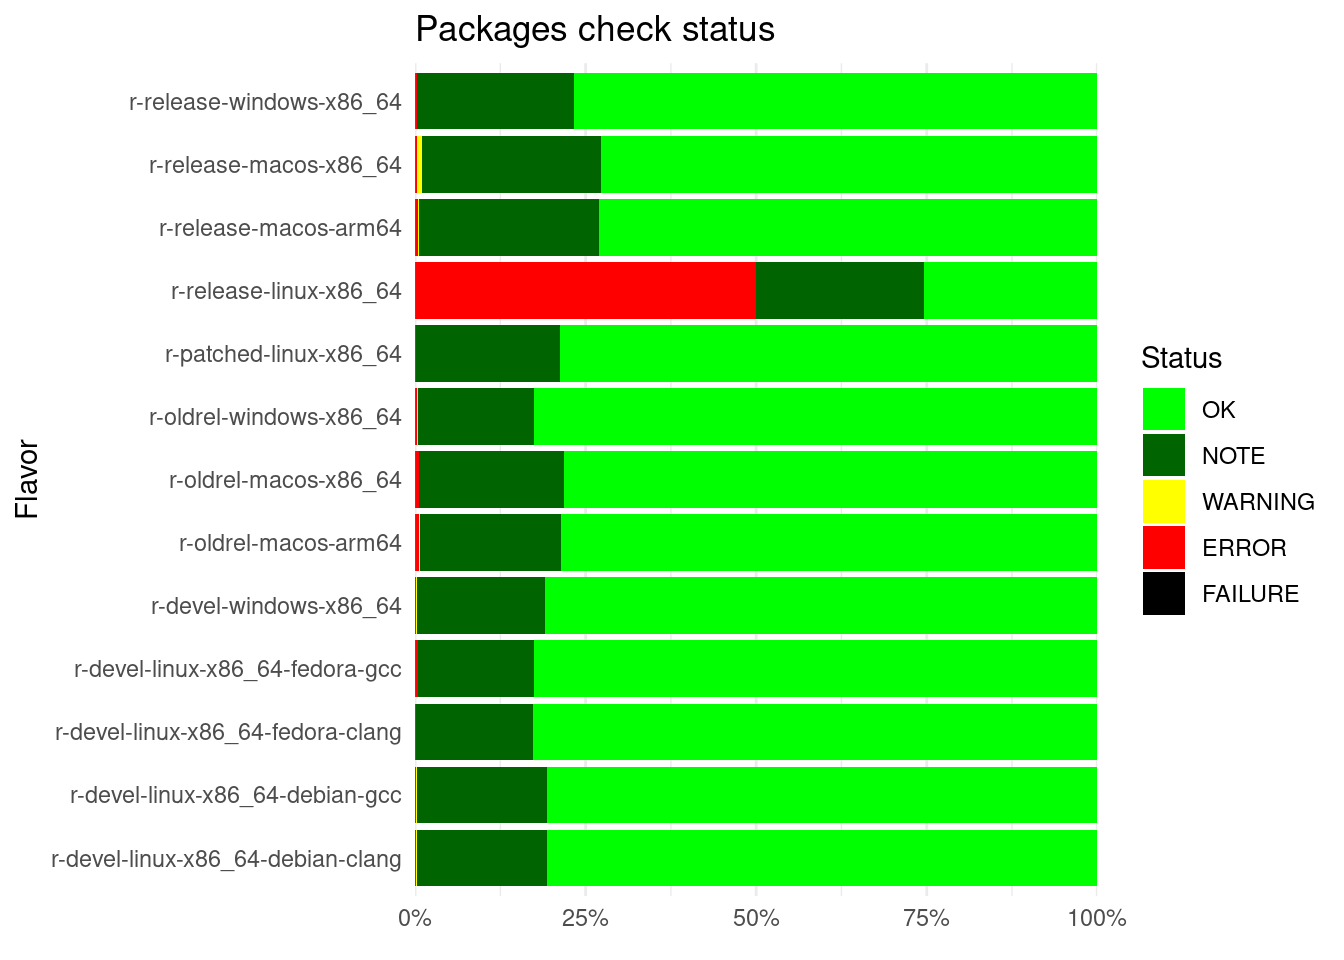 Packages check status
r-release-windows-x86_64
r-release-macos-x86_64
r-release-macos-arm64
r-release-linux-x86_64
r-patched-linux-x86_64
r-oldrel-windows-x86_64
r-oldrel-macos-x86_64
r-oldrel-macos-arm64
r-devel-windows-x86_64
r-devel-linux-x86_64-fedora-gcc
r-devel-linux-x86_64-fedora-clang
r-devel-linux-x86_64-debian-gcc
r-devel-linux-x86_64-debian-clang
Flavor
0% 25% 50% 75% 100%
Status
OK
NOTE
WARNING
ERROR
FAILURE